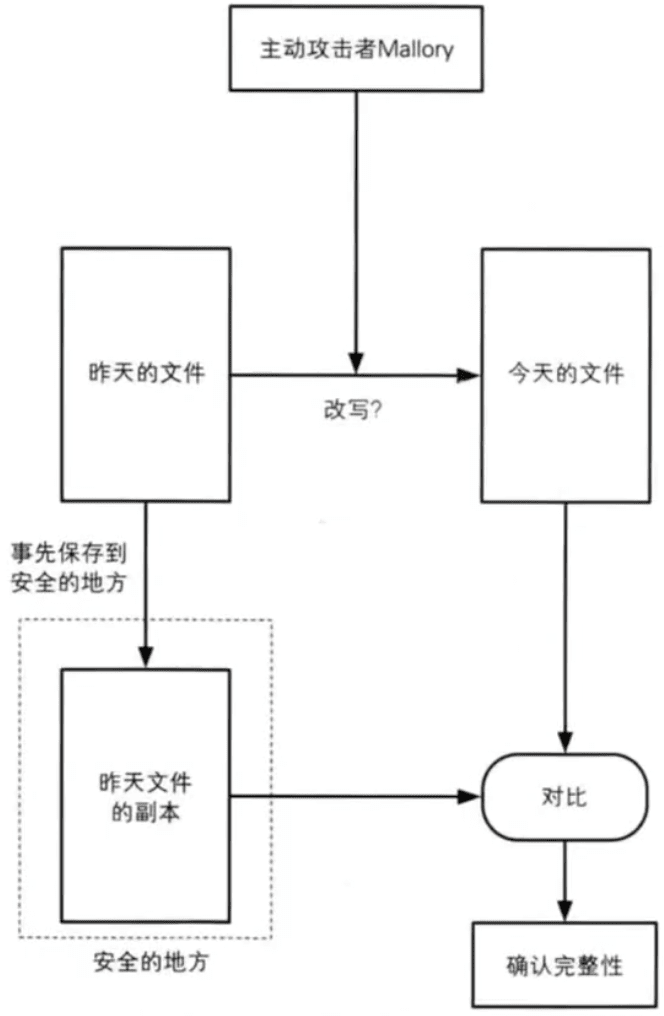 主动攻击者Mallory
昨天的文件
今天的文件
改写?
事先保存到
安全的地方
昨天文件
的副本
对比
安全的地方
确认完整性